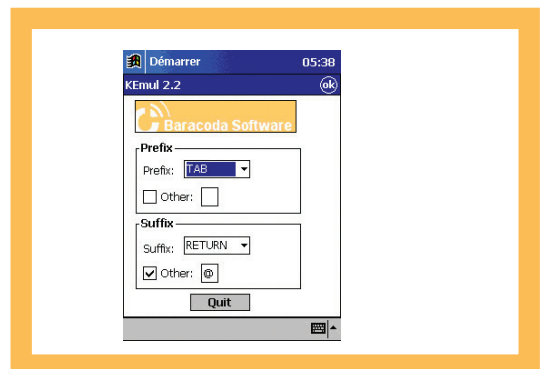 Démarrer 05:38
KEmul 2.2 ok
Baracoda Software
Prefix
Prefix: TAB
Other:
Suffix
Suffix: RETURN
Other: @
Quit